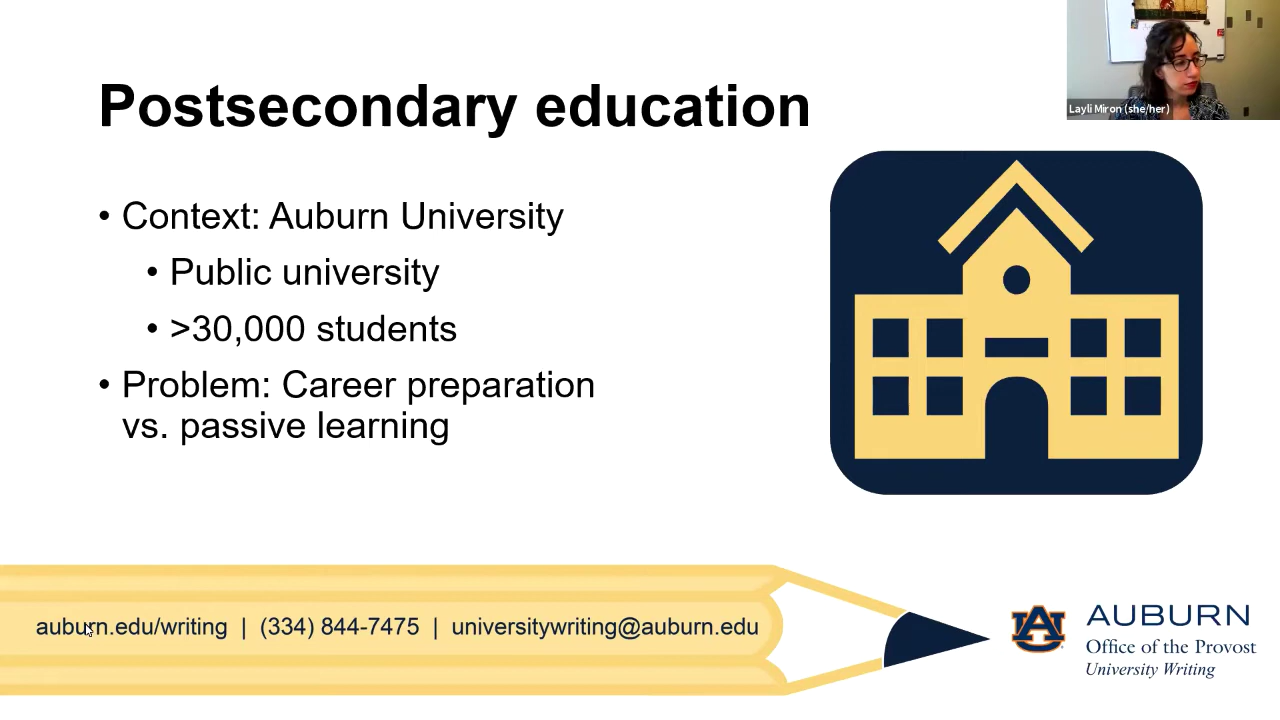 Postsecondary education
Layli Miron (she/her)
• Context: Auburn University
• Public university
• >30,000 students
• Problem: Career preparation
vs. passive learning
auburn.edu/writing | (334) 844-7475 | universitywriting@auburn.edu
AU
AUBURN
Office of the Provost
University Writing